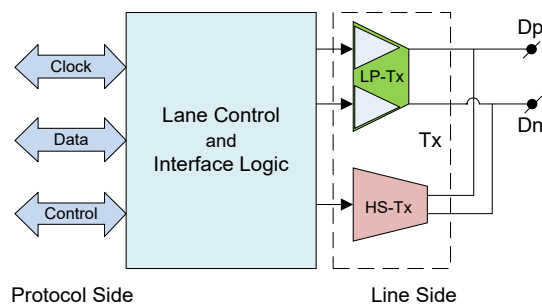 Dp
Clock
LP-Tx
Lane Control
and
Interface Logic
Dn
Data
Tx
Control
HS-Tx
Protocol Side
Line Side